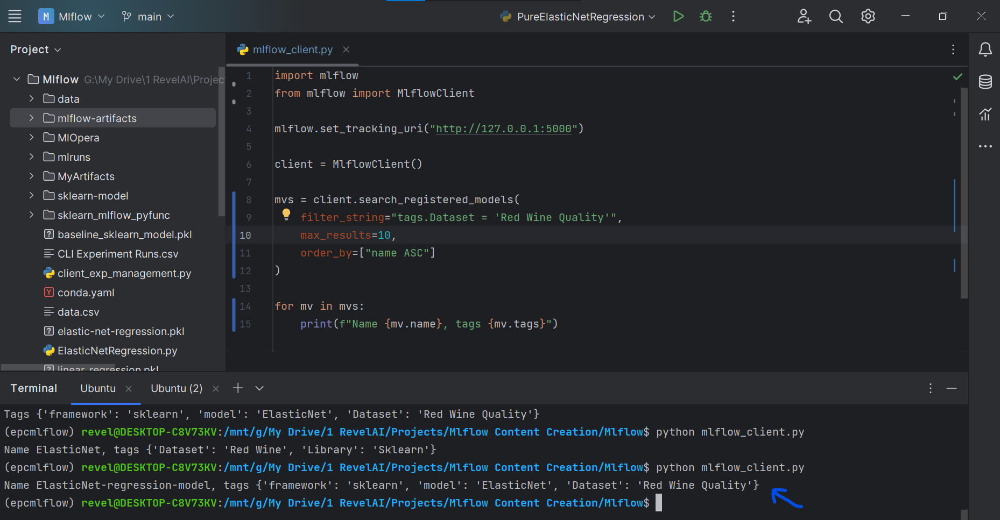 M Mlflow main PureElasticNetRegression
Project
mlflow_client.py
Mlflow G:\My Drive\1 RevelAI\Projec
data
mlflow-artifacts
MlOpera
mlruns
MyArtifacts
sklearn-model
sklearn_mlflow_pyfunc
baseline_sklearn_model.pkl
CLI Experiment Runs.csv
client_exp_management.py
conda.yaml
data.csv
elastic-net-regression.pkl
ElasticNetRegression.py
linear_regression.pkl
1 import mlflow
2 from mlflow import MlflowClient
3
4 mlflow.set_tracking_uri("http://127.0.0.1:5000")
5
6 client = MlflowClient()
7
8 mvs = client.search_registered_models(
9 filter_string="tags.Dataset = 'Red Wine Quality'",
10 max_results=10,
11 order_by=["name ASC"]
12 )
13
14 for mv in mvs:
15 print(f"Name {mv.name}, tags {mv.tags}")
Terminal Ubuntu Ubuntu (2)
Tags {'framework': 'sklearn', 'model': 'ElasticNet', 'Dataset': 'Red Wine Quality'}
(epcmlflow) revel@DESKTOP-C8V73KV:/mnt/g/My Drive/1 RevelAI/Projects/Mlflow Content Creation/Mlflow$ python mlflow_client.py
Name ElasticNet, tags {'Dataset': 'Red Wine', 'Library': 'Sklearn'}
(epcmlflow) revel@DESKTOP-C8V73KV:/mnt/g/My Drive/1 RevelAI/Projects/Mlflow Content Creation/Mlflow$ python mlflow_client.py
Name ElasticNet-regression-model, tags {'framework': 'sklearn', 'model': 'ElasticNet', 'Dataset': 'Red Wine Quality'}
(epcmlflow) revel@DESKTOP-C8V73KV:/mnt/g/My Drive/1 RevelAI/Projects/Mlflow Content Creation/Mlflow$